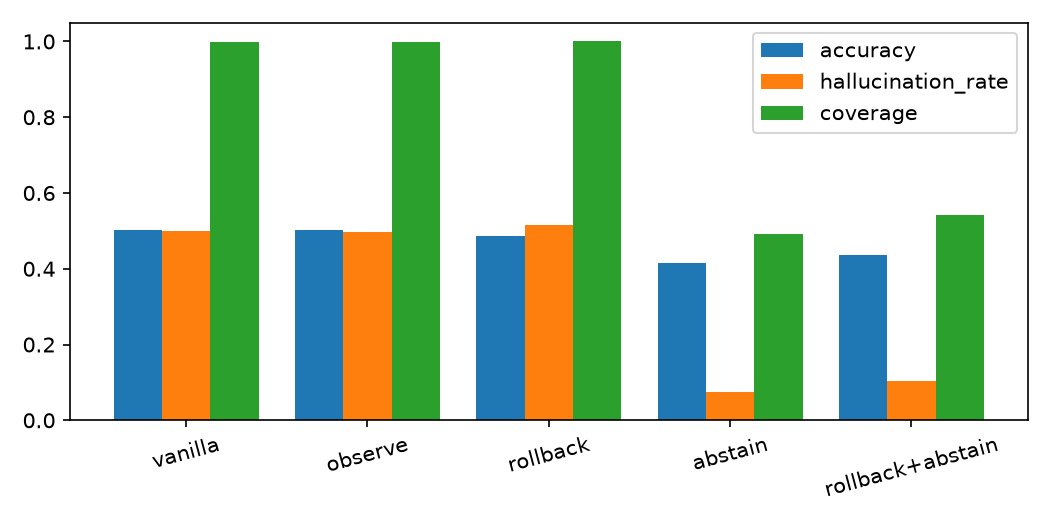 1.0
0.8
0.6
0.4
0.2
0.0
accuracy
hallucination_rate
coverage
vanilla
observe
rollback
abstain
rollback+abstain